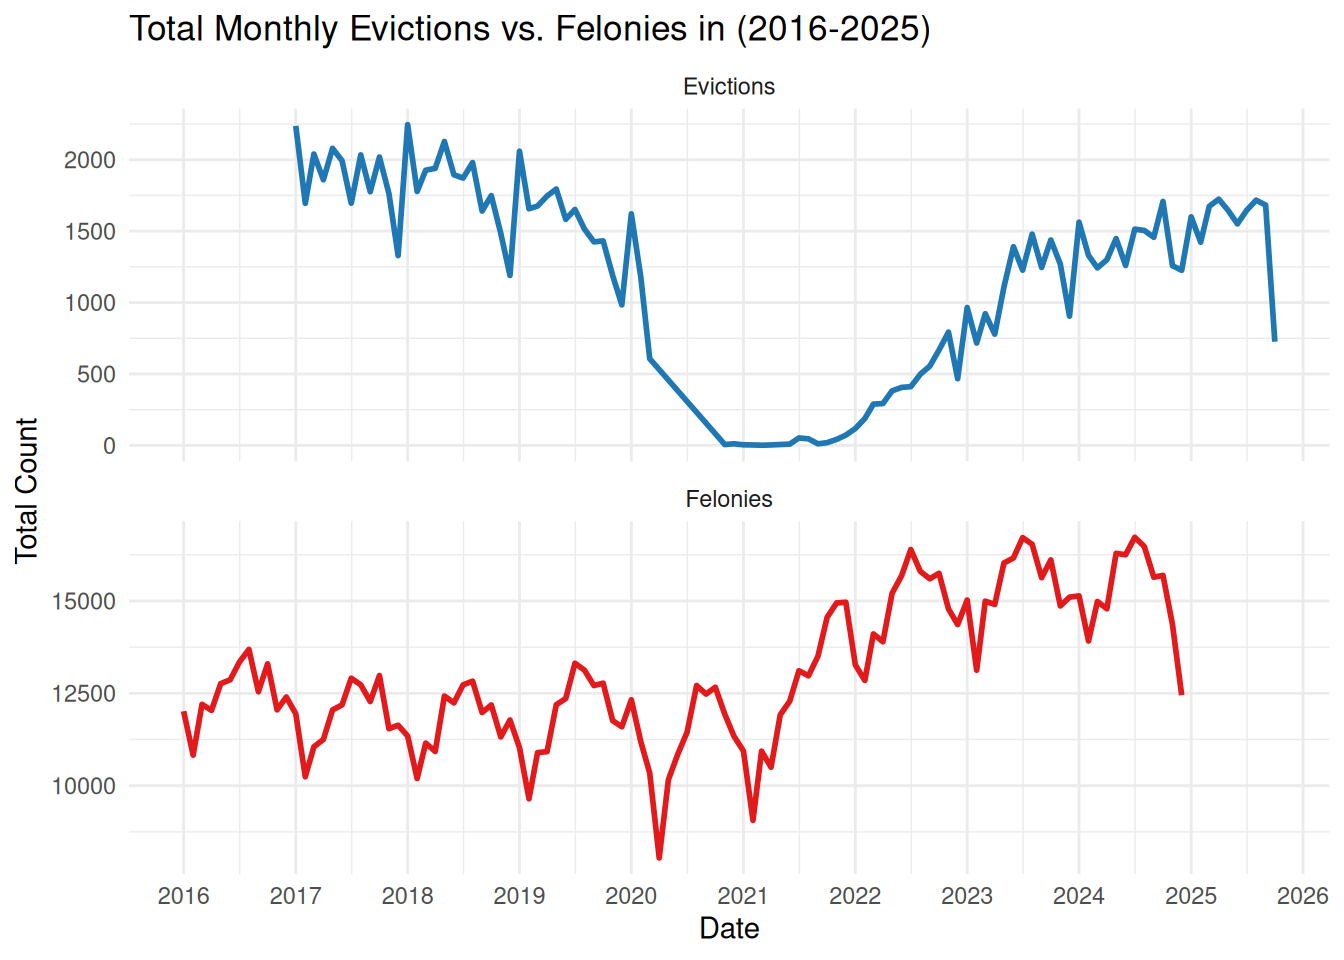 Total Monthly Evictions vs. Felonies in (2016-2025)
Evictions
2000
1500
1000
500
0
Total Count
Felonies
15000
12500
10000
2016 2017 2018 2019 2020 2021 2022 2023 2024 2025 2026
Date